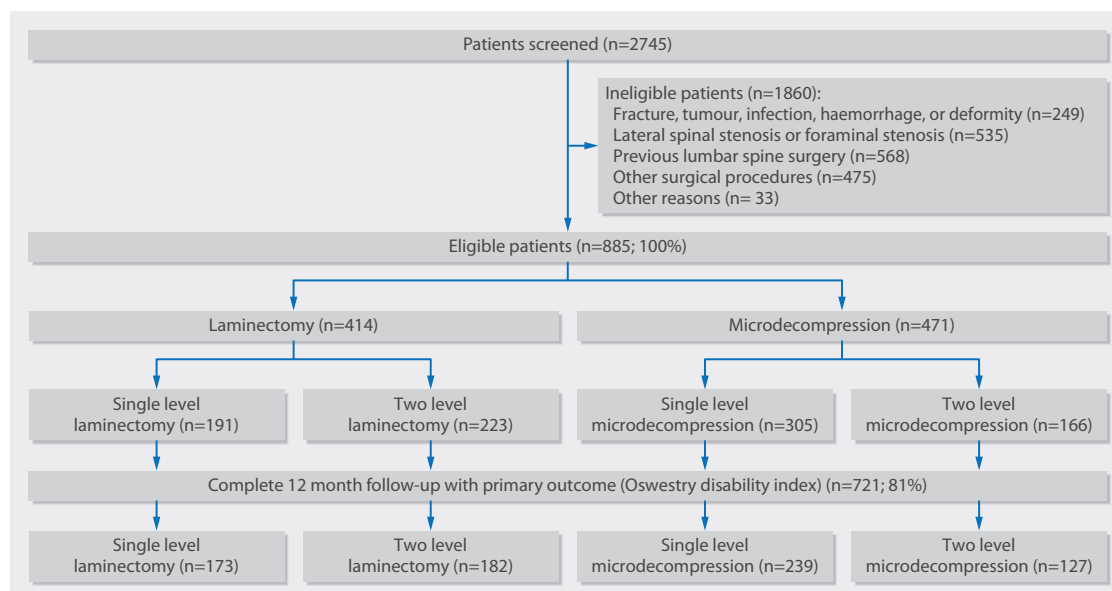 Patients screened (n=2745)
Ineligible patients (n=1860):
Fracture, tumour, infection, haemorrhage, or deformity (n=249)
Lateral spinal stenosis or foraminal stenosis (n=535)
Previous lumbar spine surgery (n=568)
Other surgical procedures (n=475)
Other reasons (n= 33)
Eligible patients (n=885; 100%)
Laminectomy (n=414)
Microdecompression (n=471)
Single level
laminectomy (n=191)
Two level
laminectomy (n=223)
Single level
microdecompression (n=305)
Two level
microdecompression (n=166)
Complete 12 month follow-up with primary outcome (Oswestry disability index) (n=721; 81%)
Single level
laminectomy (n=173)
Two level
laminectomy (n=182)
Single level
microdecompression (n=239)
Two level
microdecompression (n=127)